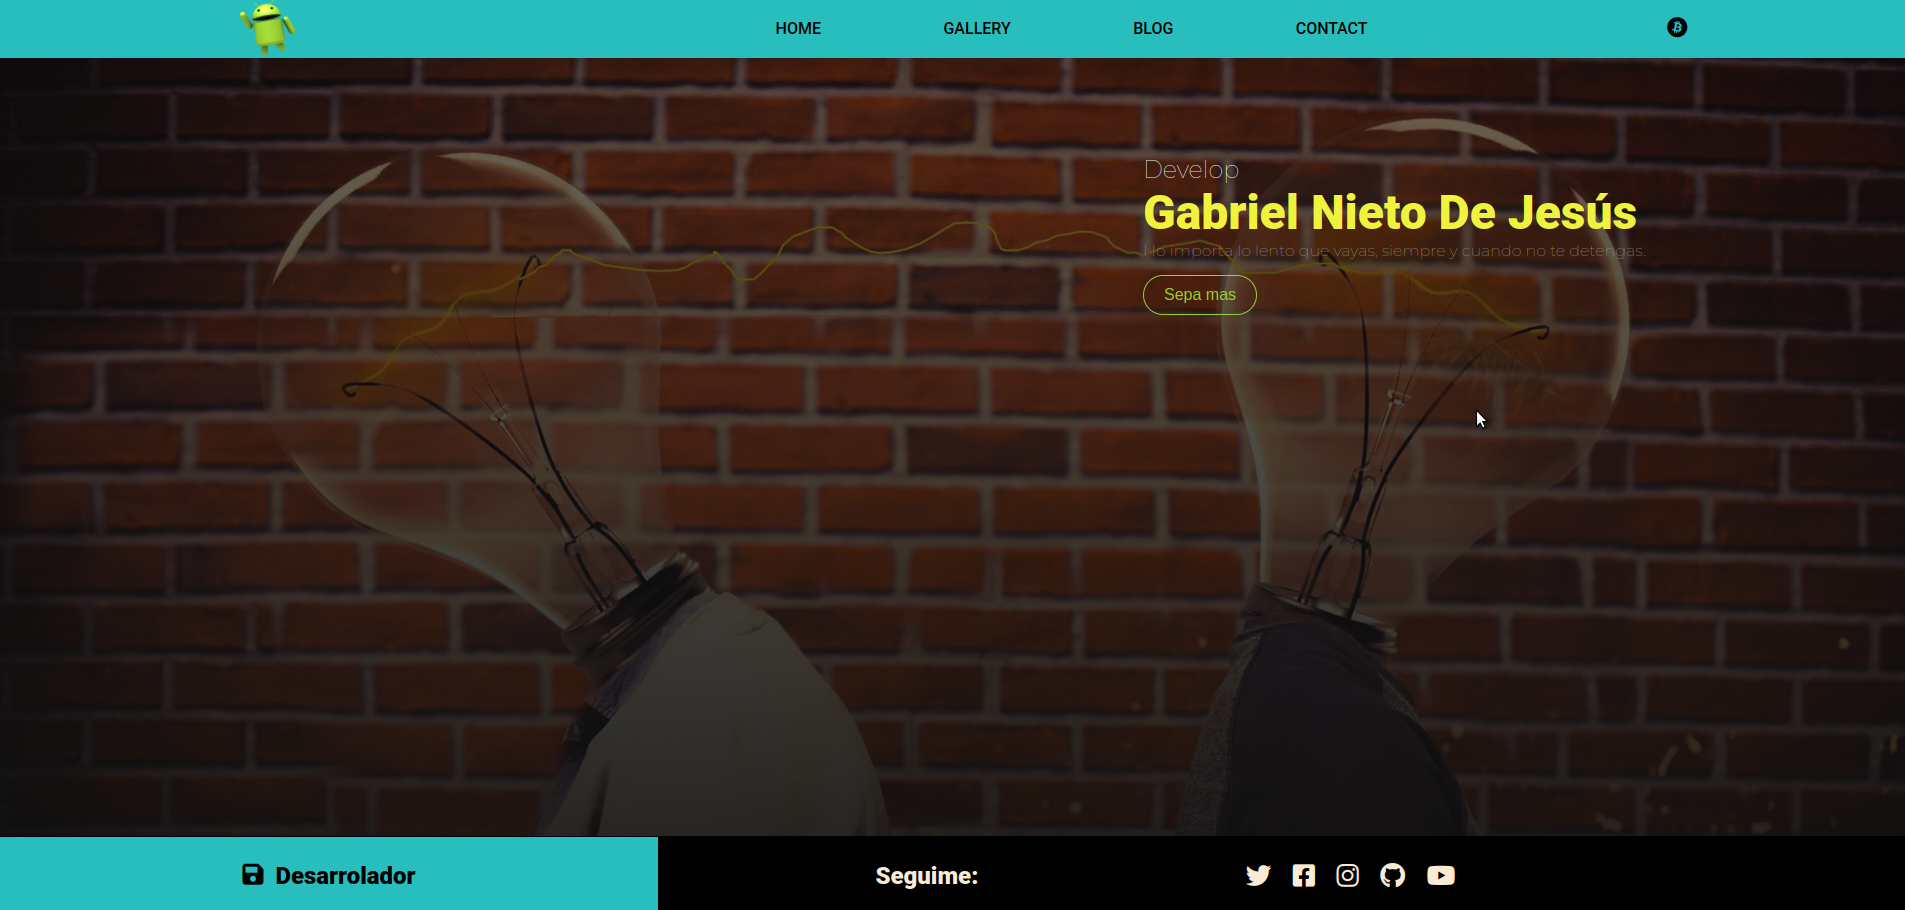 HOME GALLERY BLOG CONTACT
Develop
Gabriel Nieto De Jesús
No importa lo lento que vayas, siempre y cuando no te detengas.
Sepa mas
Desarrolador
Seguime: